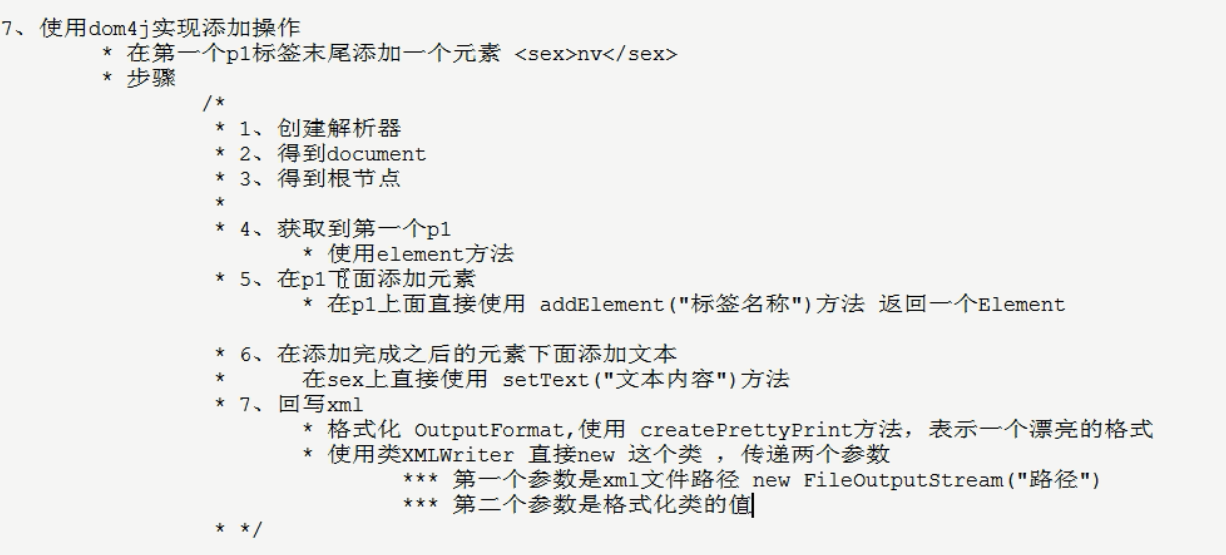 7、使用dom4j实现添加操作
* 在第一个p1标签末尾添加一个元素 <sex>nv</sex>
* 步骤
/*
* 1、创建解析器
* 2、得到document
* 3、得到根节点
*
* 4、获取到第一个p1
* 使用element方法
* 5、在p1下面添加元素
* 在p1上面直接使用 addElement("标签名称")方法 返回一个Element
* 6、在添加完成之后的元素下面添加文本
* 在sex上直接使用 setText("文本内容")方法
* 7、回写xml
* 格式化 OutputFormat,使用 createPrettyPrint方法, 表示一个漂亮的格式
* 使用类XMLWriter 直接new 这个类 ，传递两个参数
*** 第一个参数是xml文件路径 new FileOutputStream("路径")
*** 第二个参数是格式化类的值
* */